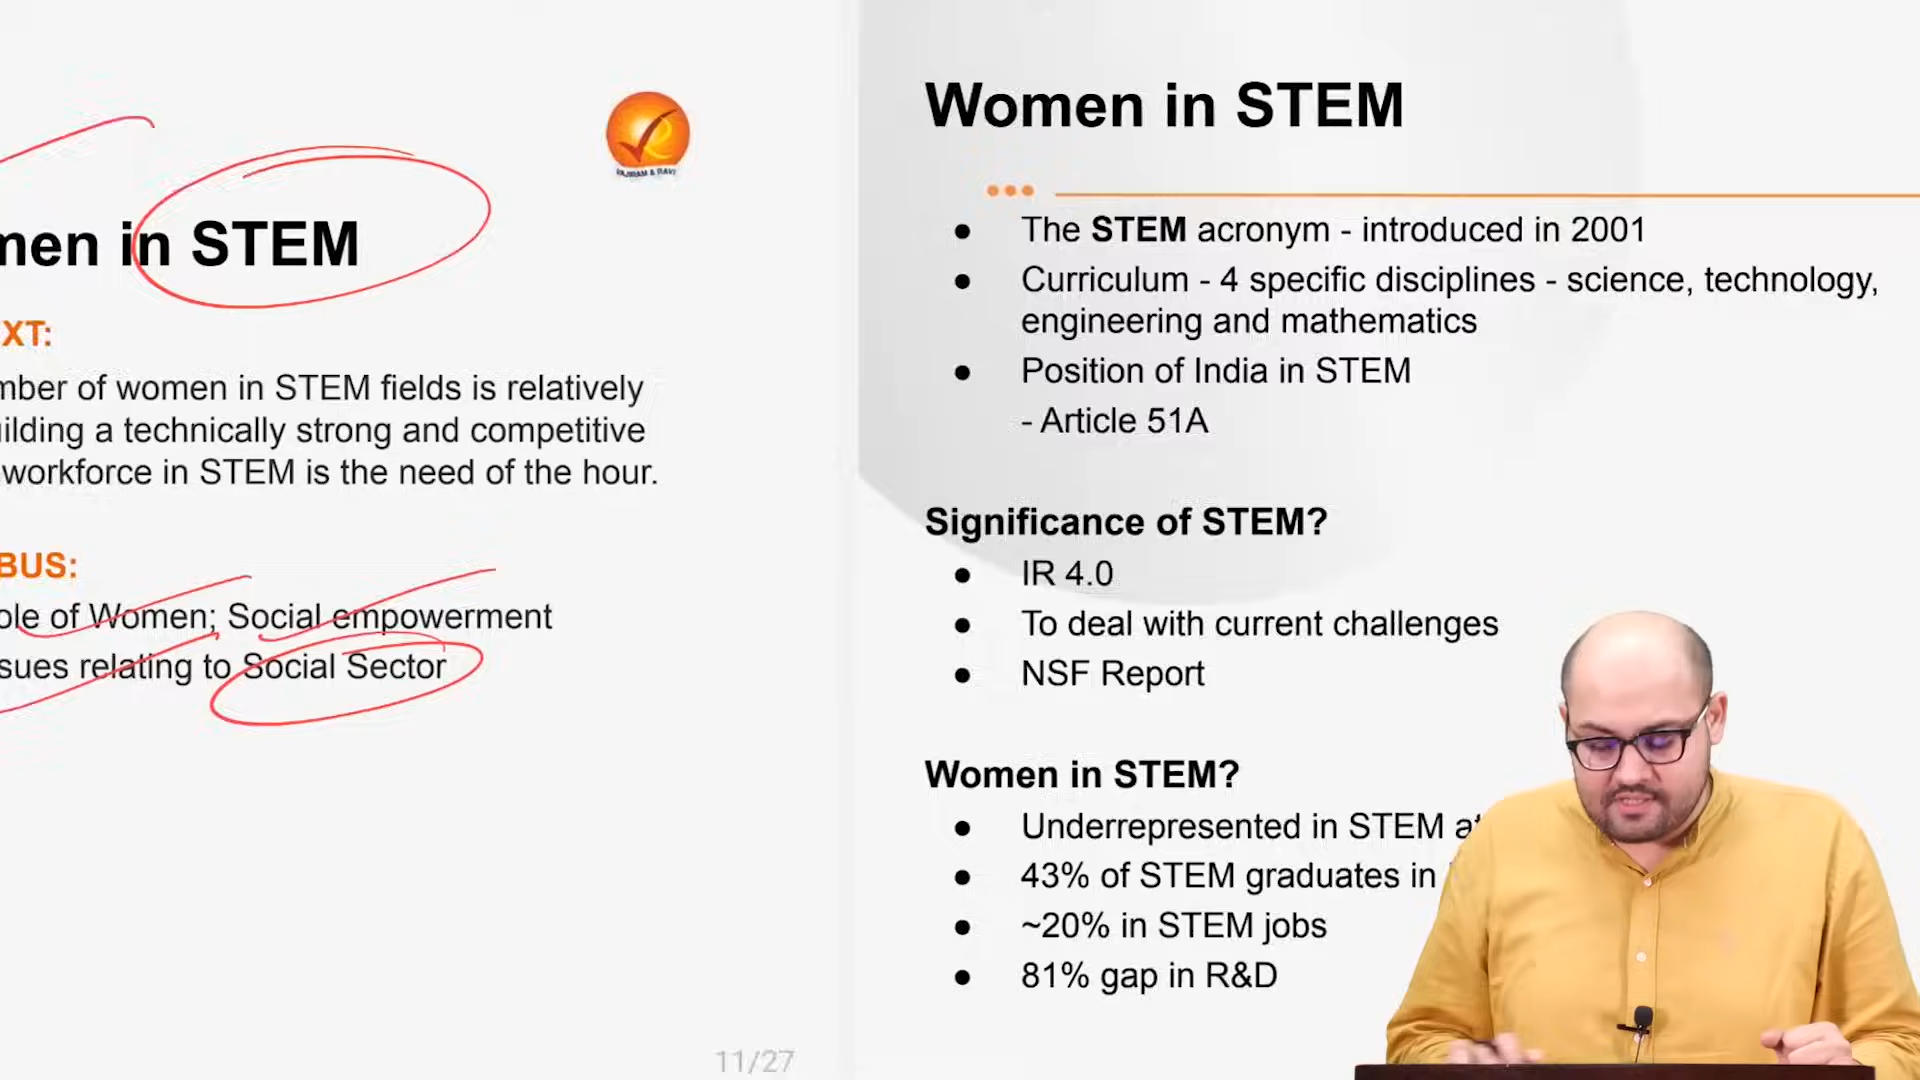 VAJIRAM & RAVI
men in STEM
XT:
mber of women in STEM fields is relatively
ilding a technically strong and competitive
workforce in STEM is the need of the hour.
BUS:
ole of Women; Social empowerment
sues relating to Social Sector
11/27
Women in STEM
● The STEM acronym - introduced in 2001
● Curriculum - 4 specific disciplines - science, technology,
engineering and mathematics
● Position of India in STEM
- Article 51A
Significance of STEM?
● IR 4.0
● To deal with current challenges
● NSF Report
Women in STEM?
● Underrepresented in STEM at
● 43% of STEM graduates in
● ~20% in STEM jobs
● 81% gap in R&D